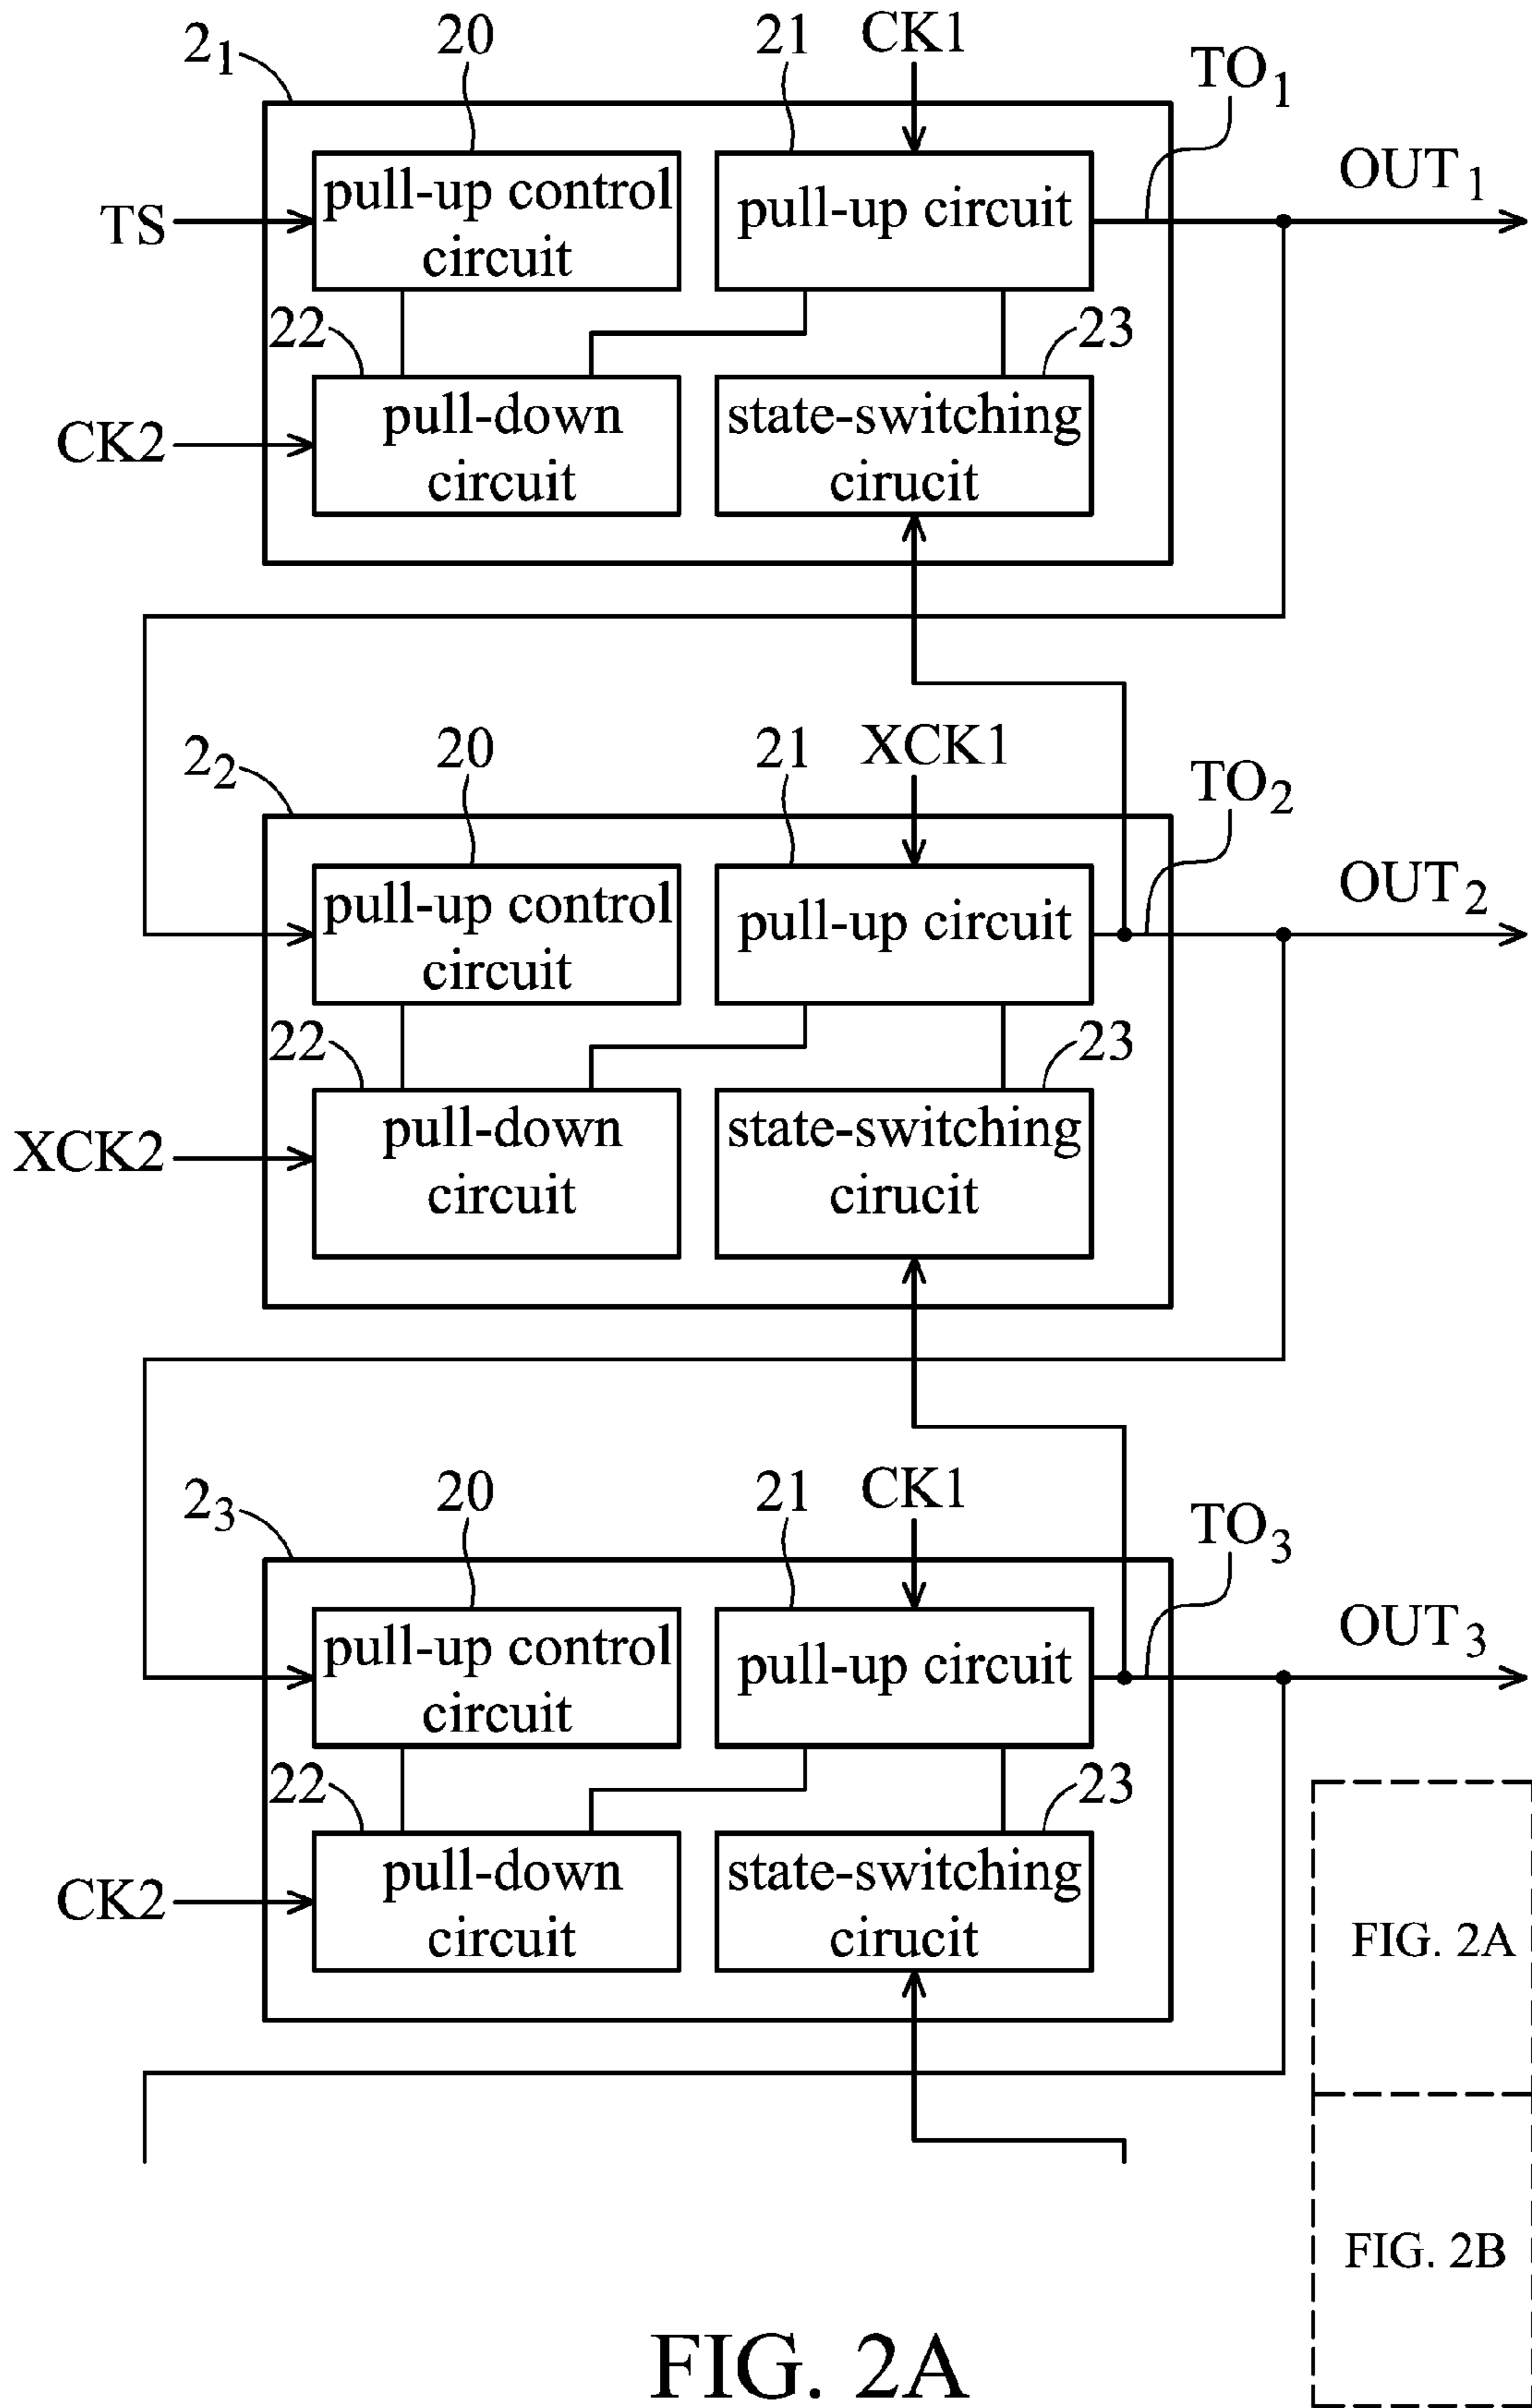 2₁
20
21
CK1
TO₁
OUT₁
TS
pull-up control
circuit
pull-up circuit
22
23
CK2
pull-down
circuit
state-switching
cirucit
2₂
20
21
XCK1
TO₂
OUT₂
pull-up control
circuit
pull-up circuit
22
23
XCK2
pull-down
circuit
state-switching
cirucit
2₃
20
21
CK1
TO₃
OUT₃
pull-up control
circuit
pull-up circuit
22
23
CK2
pull-down
circuit
state-switching
cirucit
FIG. 2A
FIG. 2B
FIG. 2A